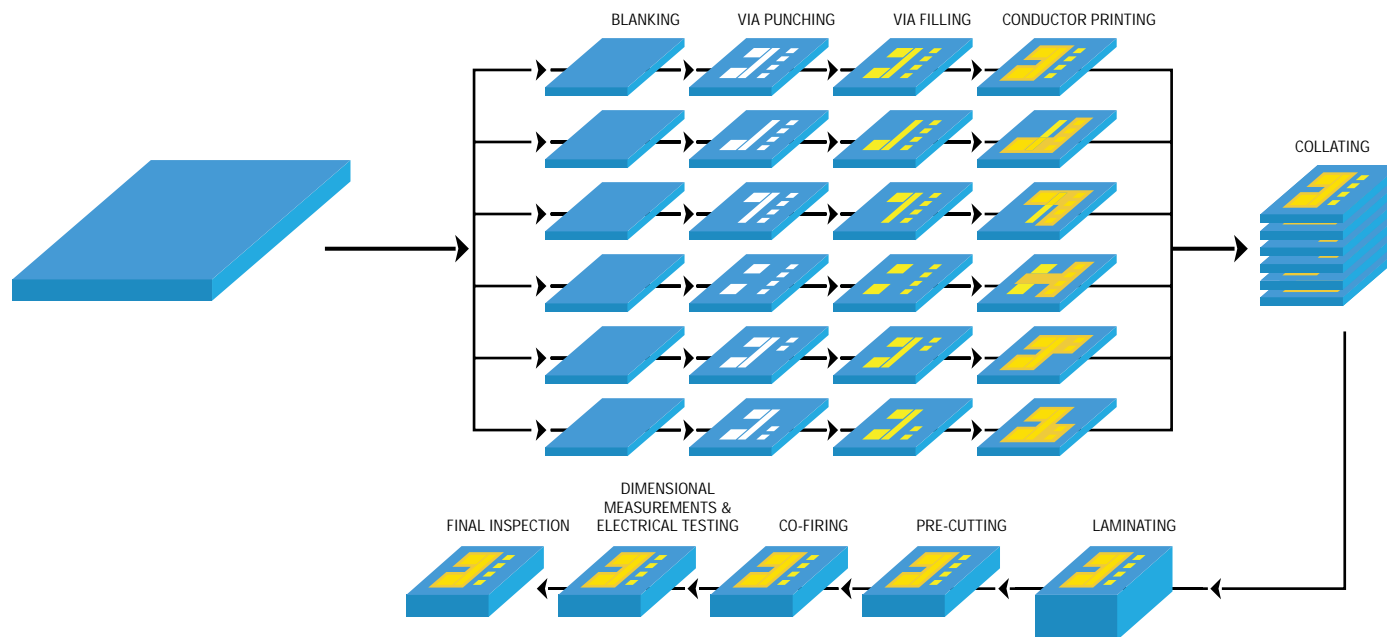 BLANKING
VIA PUNCHING
VIA FILLING
CONDUCTOR PRINTING
COLLATING
DIMENSIONAL
MEASUREMENTS &
FINAL INSPECTION
ELECTRICAL TESTING
CO-FIRING
PRE-CUTTING
LAMINATING